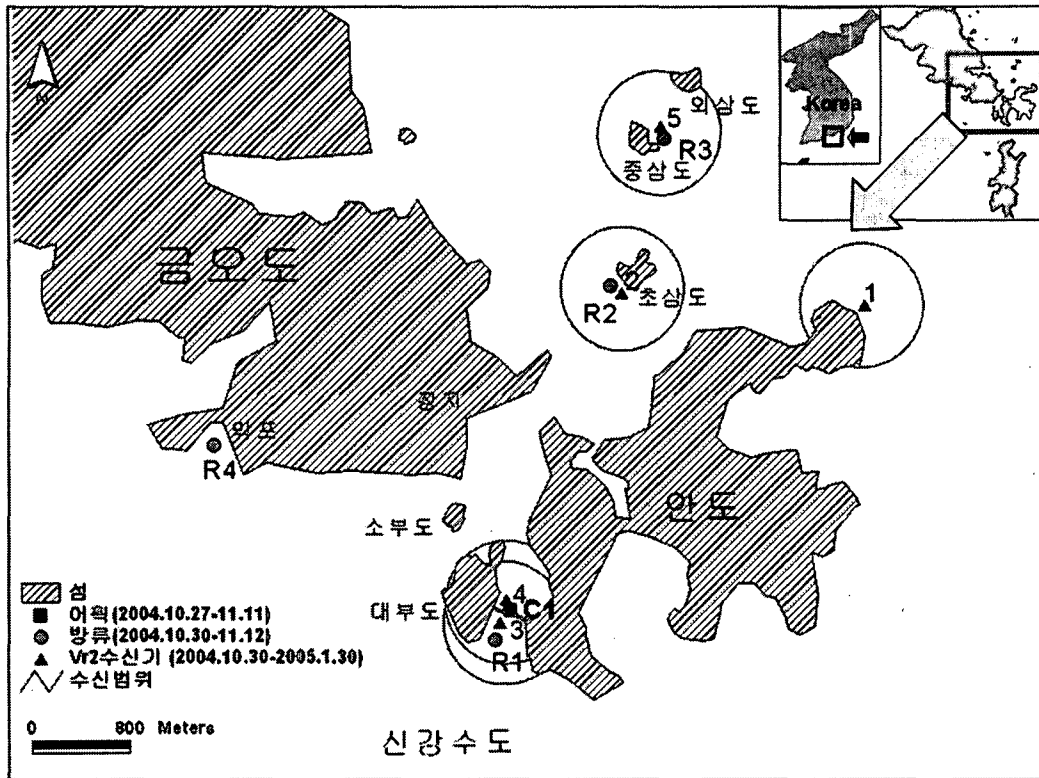 N
Korea
외삼도
5
R3
중삼도
금오도
R2
초삼도
1
R4
안도
소부도
대부도
4
C1
3
R1
섬
어획(2004.10.27-11.11)
방류(2004.10.30-11.12)
Vr2수신기 (2004.10.30-2005.1.30)
수신범위
0 800 Meters
신강수도